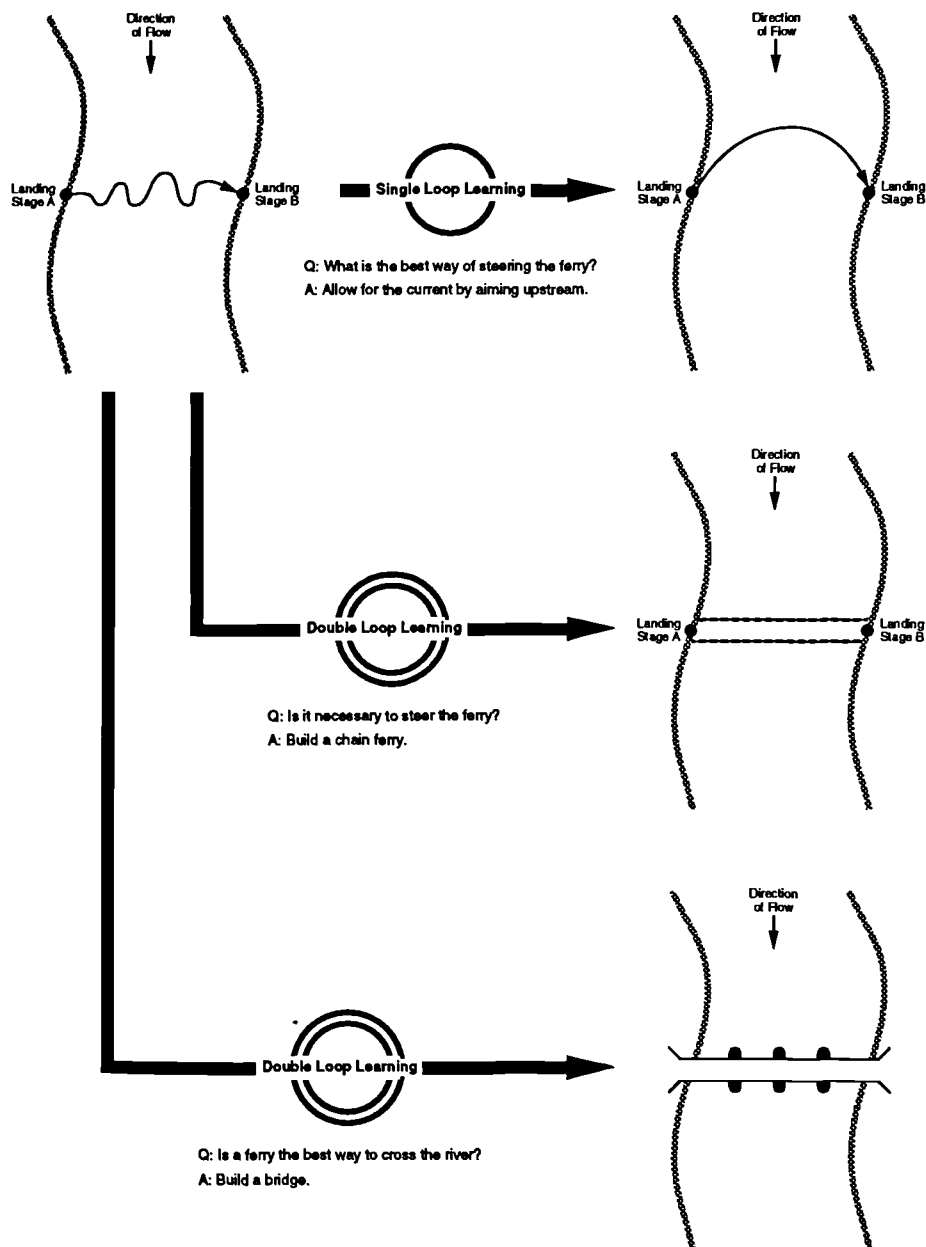 Direction
of Flow
Landing
Stage A
Landing
Stage B
Single Loop Learning
Q: What is the best way of steering the ferry?
A: Allow for the current by aiming upstream.
Direction
of Flow
Landing
Stage A
Landing
Stage B
Double Loop Learning
Q: Is it necessary to steer the ferry?
A: Build a chain ferry.
Direction
of Flow
Landing
Stage A
Landing
Stage B
Double Loop Learning
Q: Is a ferry the best way to cross the river?
A: Build a bridge.
Direction
of Flow